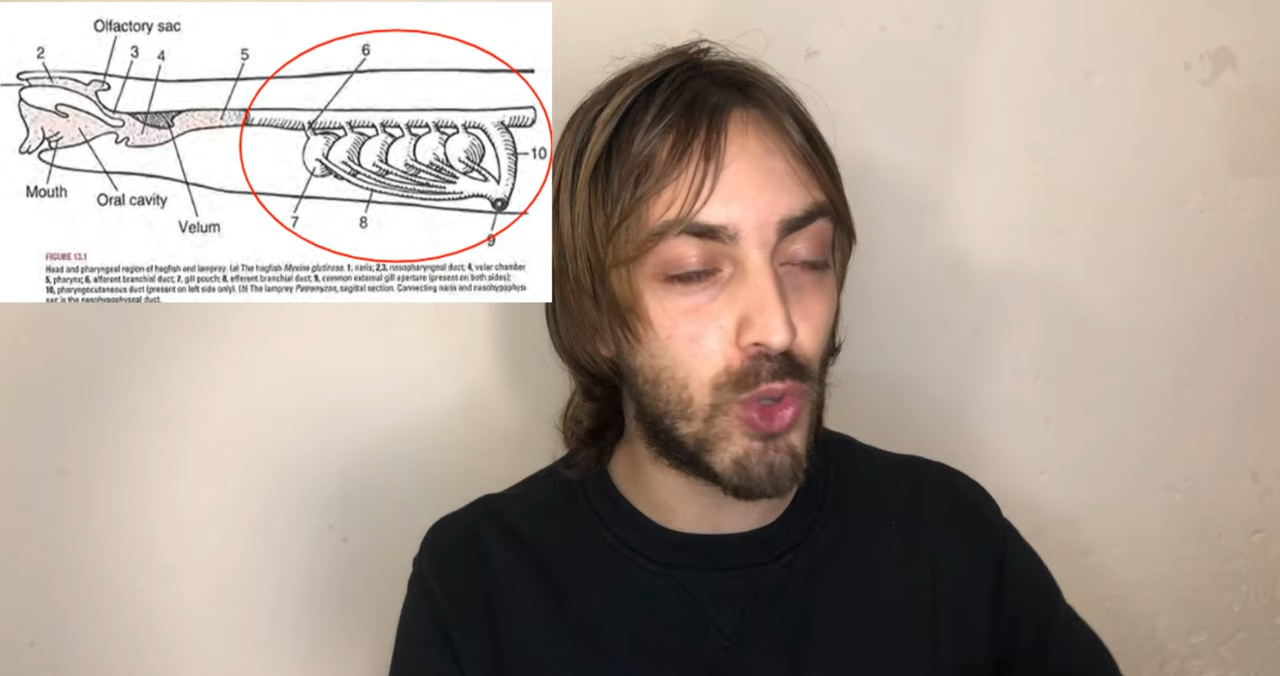 Olfactory sac
2 3 4 5 6
10
Mouth
Oral cavity
Velum
7 8 9
FIGURE 13.1
Head and pharyngeal region of hagfish and lamprey. (a) The hagfish Myxine glutinosa. 1, naris; 2,3, nasopharyngeal duct; 4, velar chamber
5, pharynx; 6, afferent branchial duct; 7, gill pouch; 8, efferent branchial duct; 9, common external gill aperture (present on both sides);
10, pharyngocutaneous duct (present on left side only). (b) The lamprey Petromyzon, sagittal section. Connecting naris and nasohypophysi
sac is the nasohypophyseal duct.